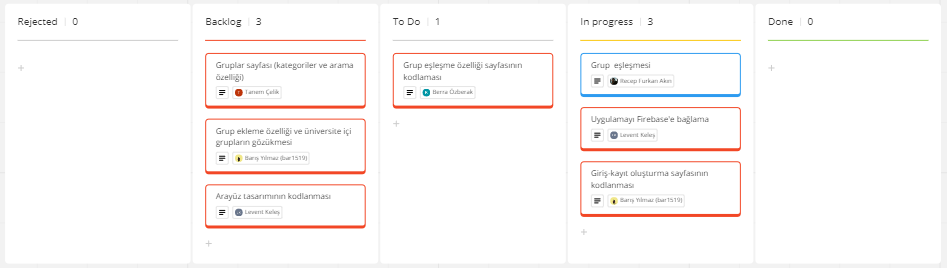 Rejected | 0
Backlog | 3
Gruplar sayfası (kategoriler ve arama
özelliği)
Tanem Çelik
Grup ekleme özelliği ve üniversite içi
grupların gözükmesi
Barış Yılmaz (bar1519)
Arayüz tasarımının kodlanması
Levent Keleş
To Do | 1
Grup eşleşme özelliği sayfasının
kodlaması
Berra Özbarak
In progress | 3
Grup eşleşmesi
Recep Furkan Akın
Uygulamayı Firebase'e bağlama
Levent Keleş
Giriş-kayıt oluşturma sayfasının
kodlanması
Barış Yılmaz (bar1519)
Done | 0